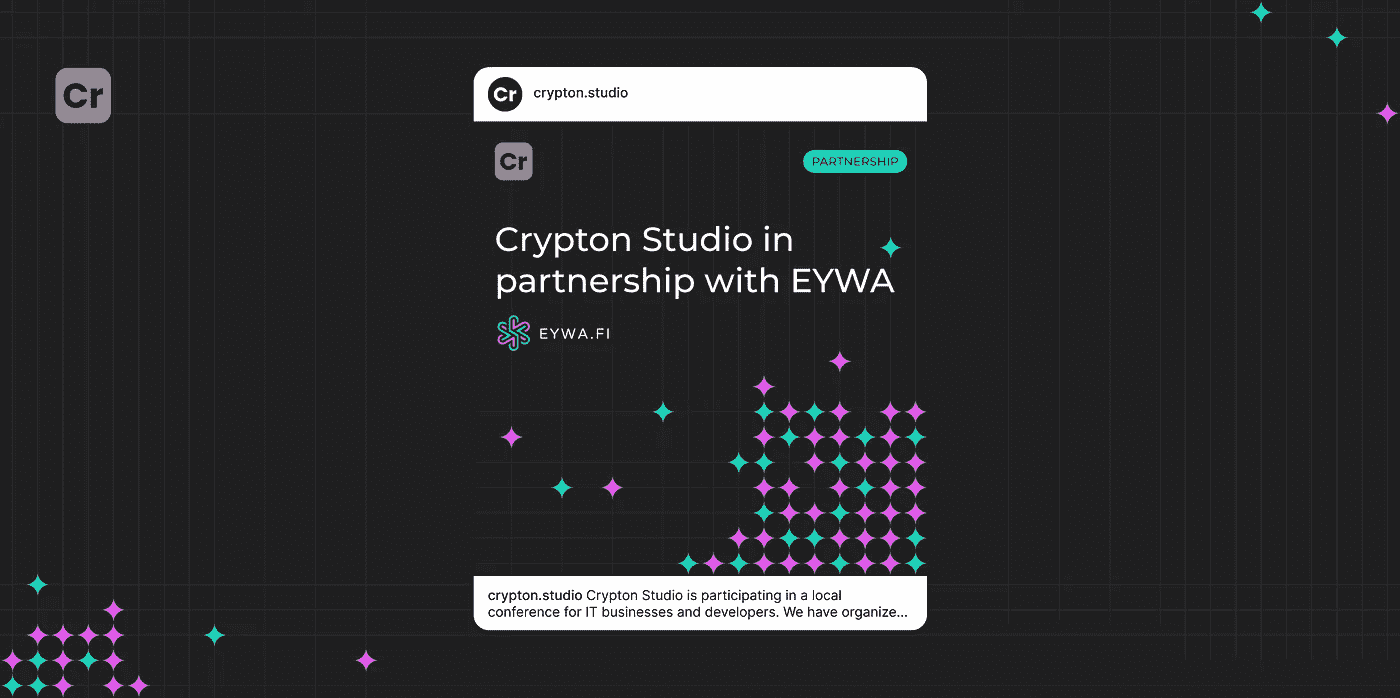 Cr
Cr crypton.studio
Cr
PARTNERSHIP
Crypton Studio in
partnership with EYWA
EYWA.FI
crypton.studio Crypton Studio is participating in a local
conference for IT businesses and developers. We have organize...